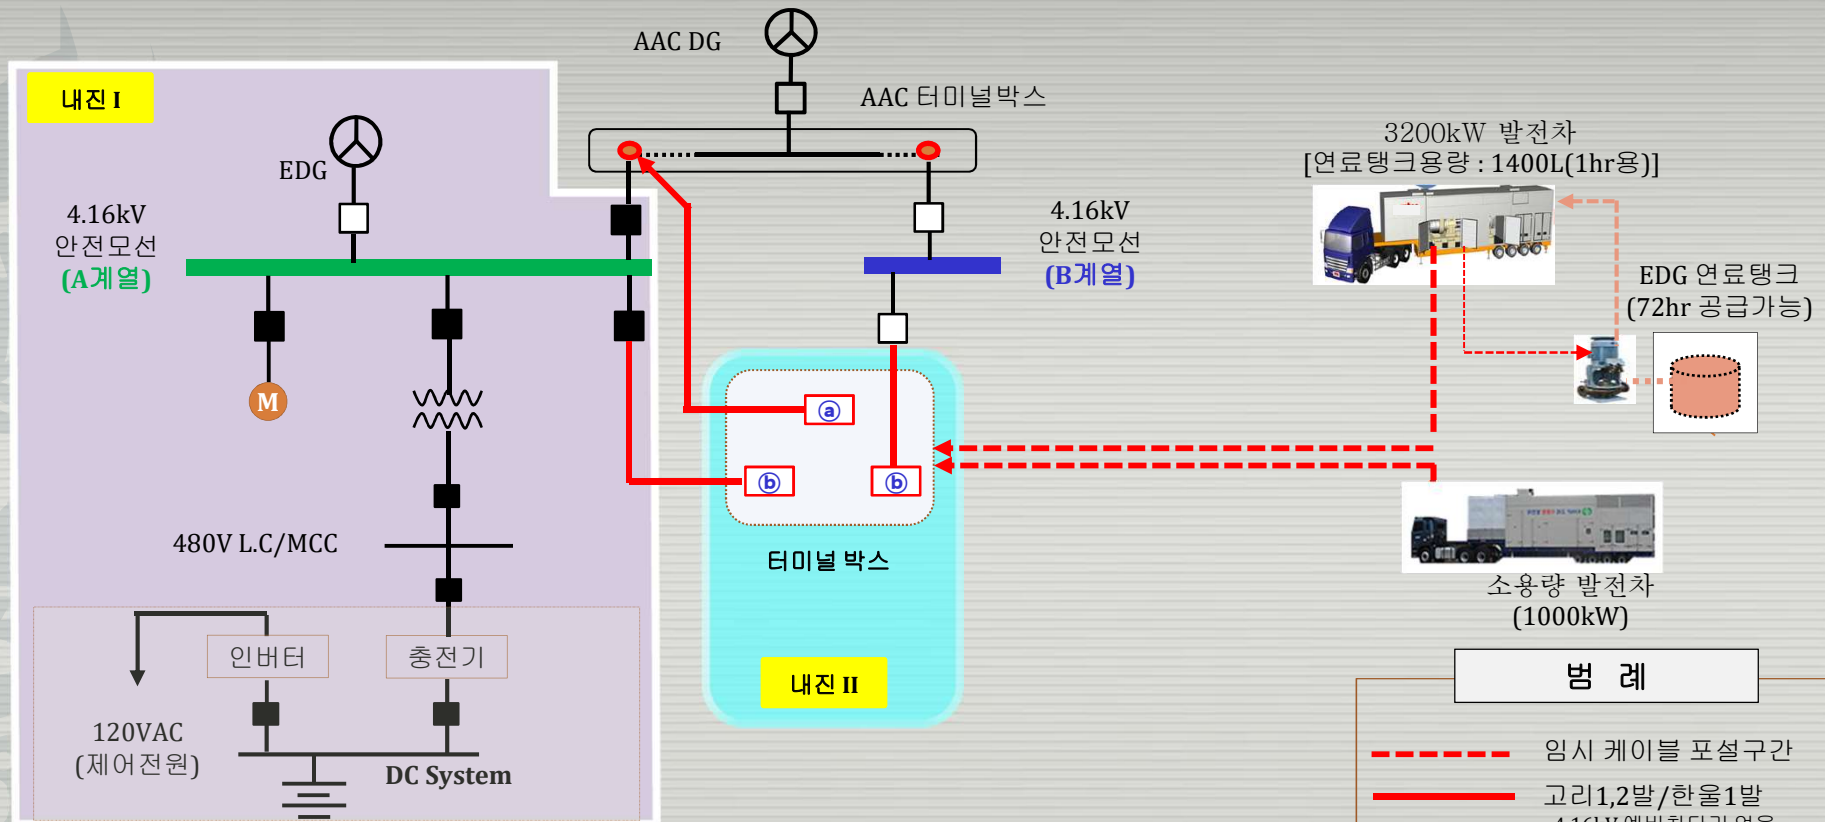 AAC DG
내진 I
AAC 터미널박스
EDG
4.16kV
안전모선
(A계열)
4.16kV
안전모선
(B계열)
3200kW 발전차
[연료탱크용량 : 1400L(1hr용)]
EDG 연료탱크
(72hr 공급가능)
M
ⓐ
ⓑ
ⓑ
터미널 박스
내진 II
480V L.C/MCC
인버터
충전기
120VAC
(제어전원)
DC System
소용량 발전차
(1000kW)
범 례
임시 케이블 포설구간
고리1,2발/한울1발